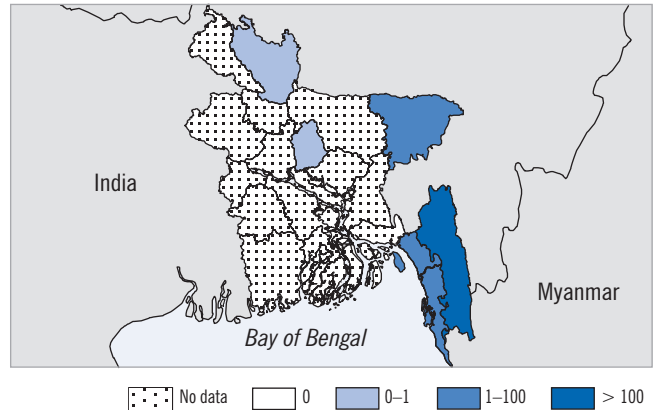 India
Myanmar
Bay of Bengal
No data 0 0–1 1–100 > 100